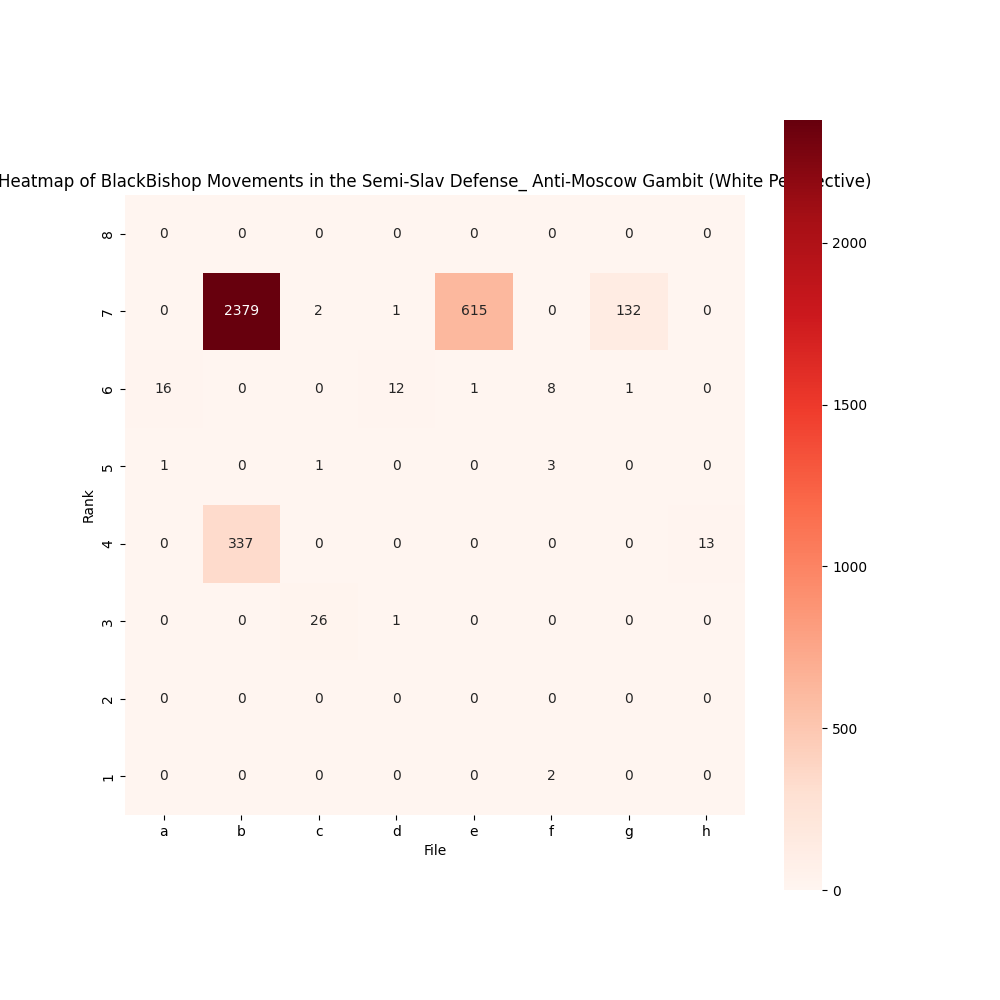 Heatmap of BlackBishop Movements in the Semi-Slav Defense_ Anti-Moscow Gambit (White Pe ective)
8 0 0 0 0 0 0 0 0
2000
7 0 2379 2 1 615 0 132 0
6 16 0 0 12 1 8 1 0
1500
5 1 0 1 0 0 3 0 0
Rank
4 0 337 0 0 0 0 0 13
1000
3 0 0 26 1 0 0 0 0
2 0 0 0 0 0 0 0 0
500
1 0 0 0 0 0 2 0 0
a b c d e f g h
File
0